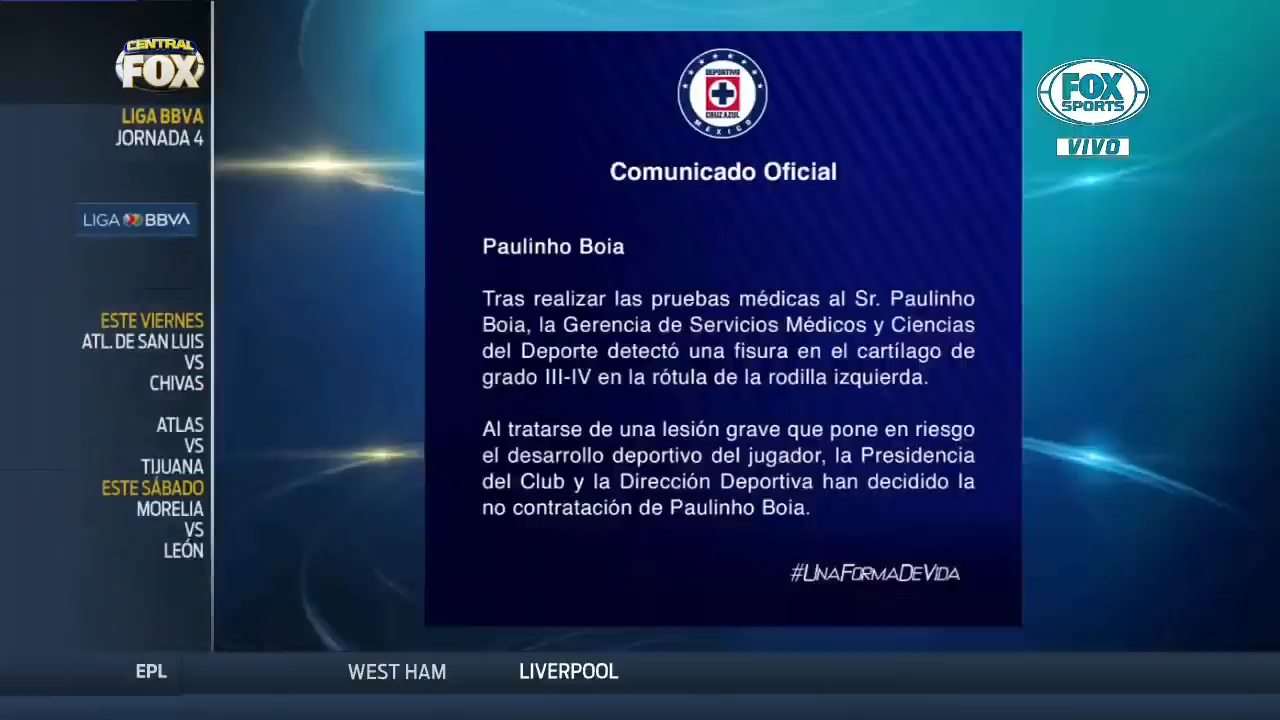 CENTRAL
FOX
LIGA BBVA
JORNADA 4
LIGA BBVA
ESTE VIERNES
ATL. DE SAN LUIS
VS
CHIVAS
ATLAS
VS
TIJUANA
ESTE SÁBADO
MORELIA
VS
LEÓN
DEPORTIVO
CRUZ AZUL
MEXICO
Comunicado Oficial
Paulinho Boia
Tras realizar las pruebas médicas al Sr. Paulinho
Boia, la Gerencia de Servicios Médicos y Ciencias
del Deporte detectó una fisura en el cartílago de
grado III-IV en la rótula de la rodilla izquierda.
Al tratarse de una lesión grave que pone en riesgo
el desarrollo deportivo del jugador, la Presidencia
del Club y la Dirección Deportiva han decidido la
no contratación de Paulinho Boia.
#UNAFORMADEVIDA
FOX
SPORTS
VIVO
EPL WEST HAM LIVERPOOL